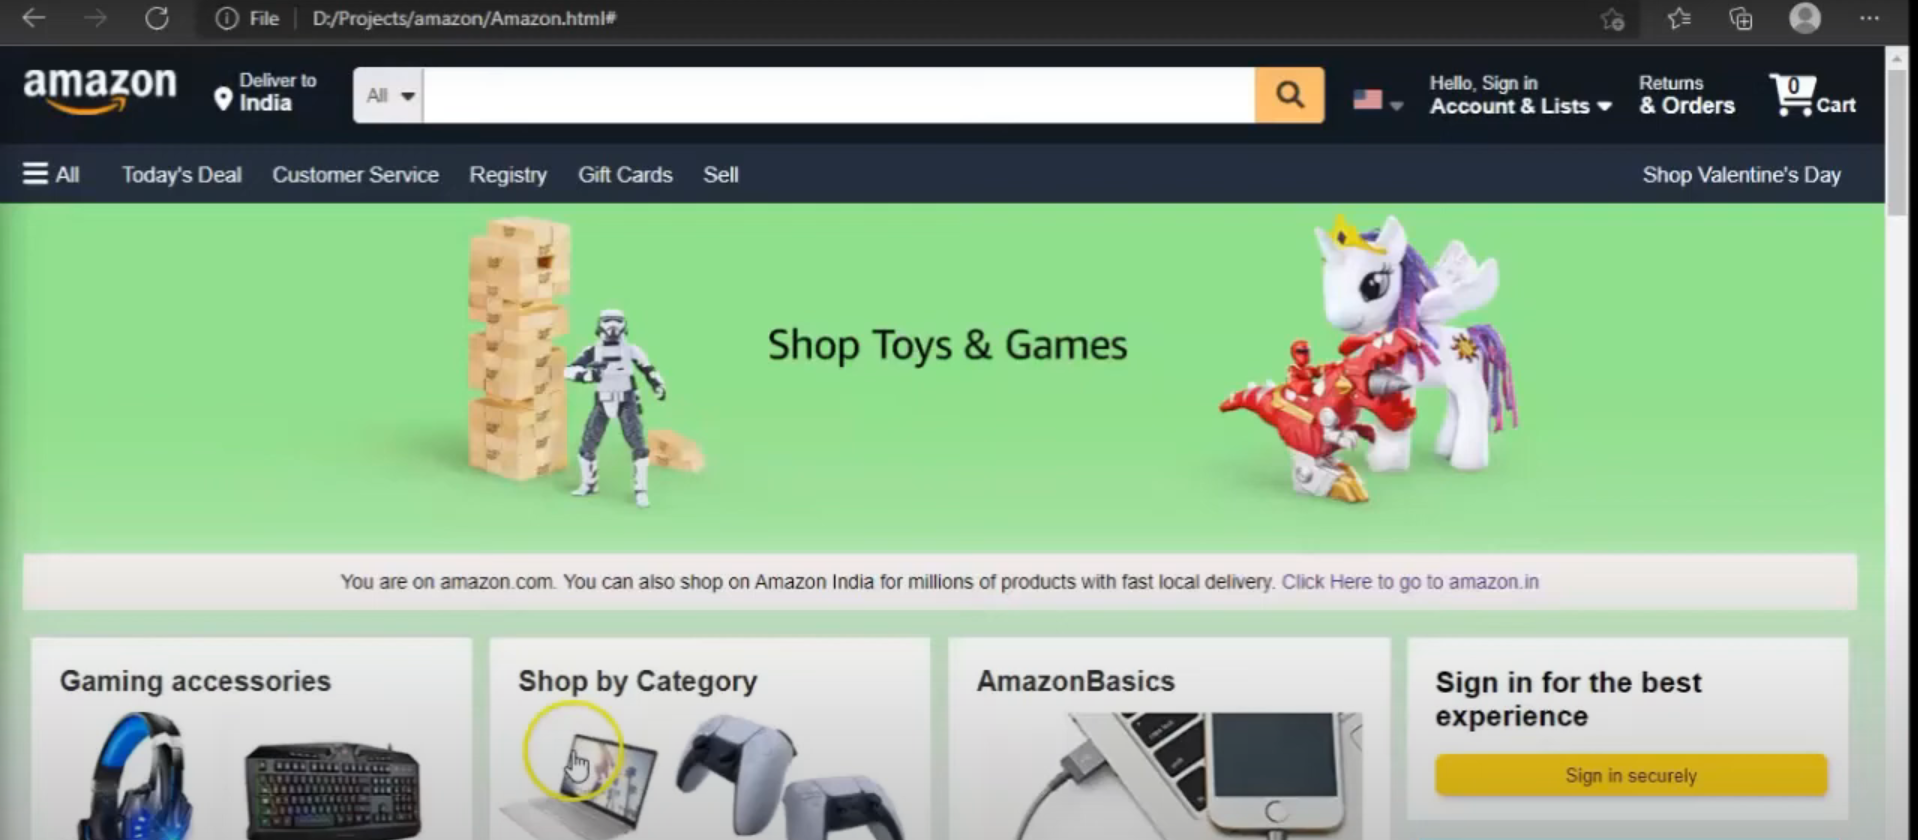 File D:/Projects/amazon/Amazon.html#
amazon
Deliver to
India
All
Hello, Sign in
Account & Lists
Returns
& Orders
0
Cart
All Today's Deal Customer Service Registry Gift Cards Sell Shop Valentine's Day
Shop Toys & Games
You are on amazon.com. You can also shop on Amazon India for millions of products with fast local delivery. Click Here to go to amazon.in
Gaming accessories
Shop by Category
AmazonBasics
Sign in for the best
experience
Sign in securely